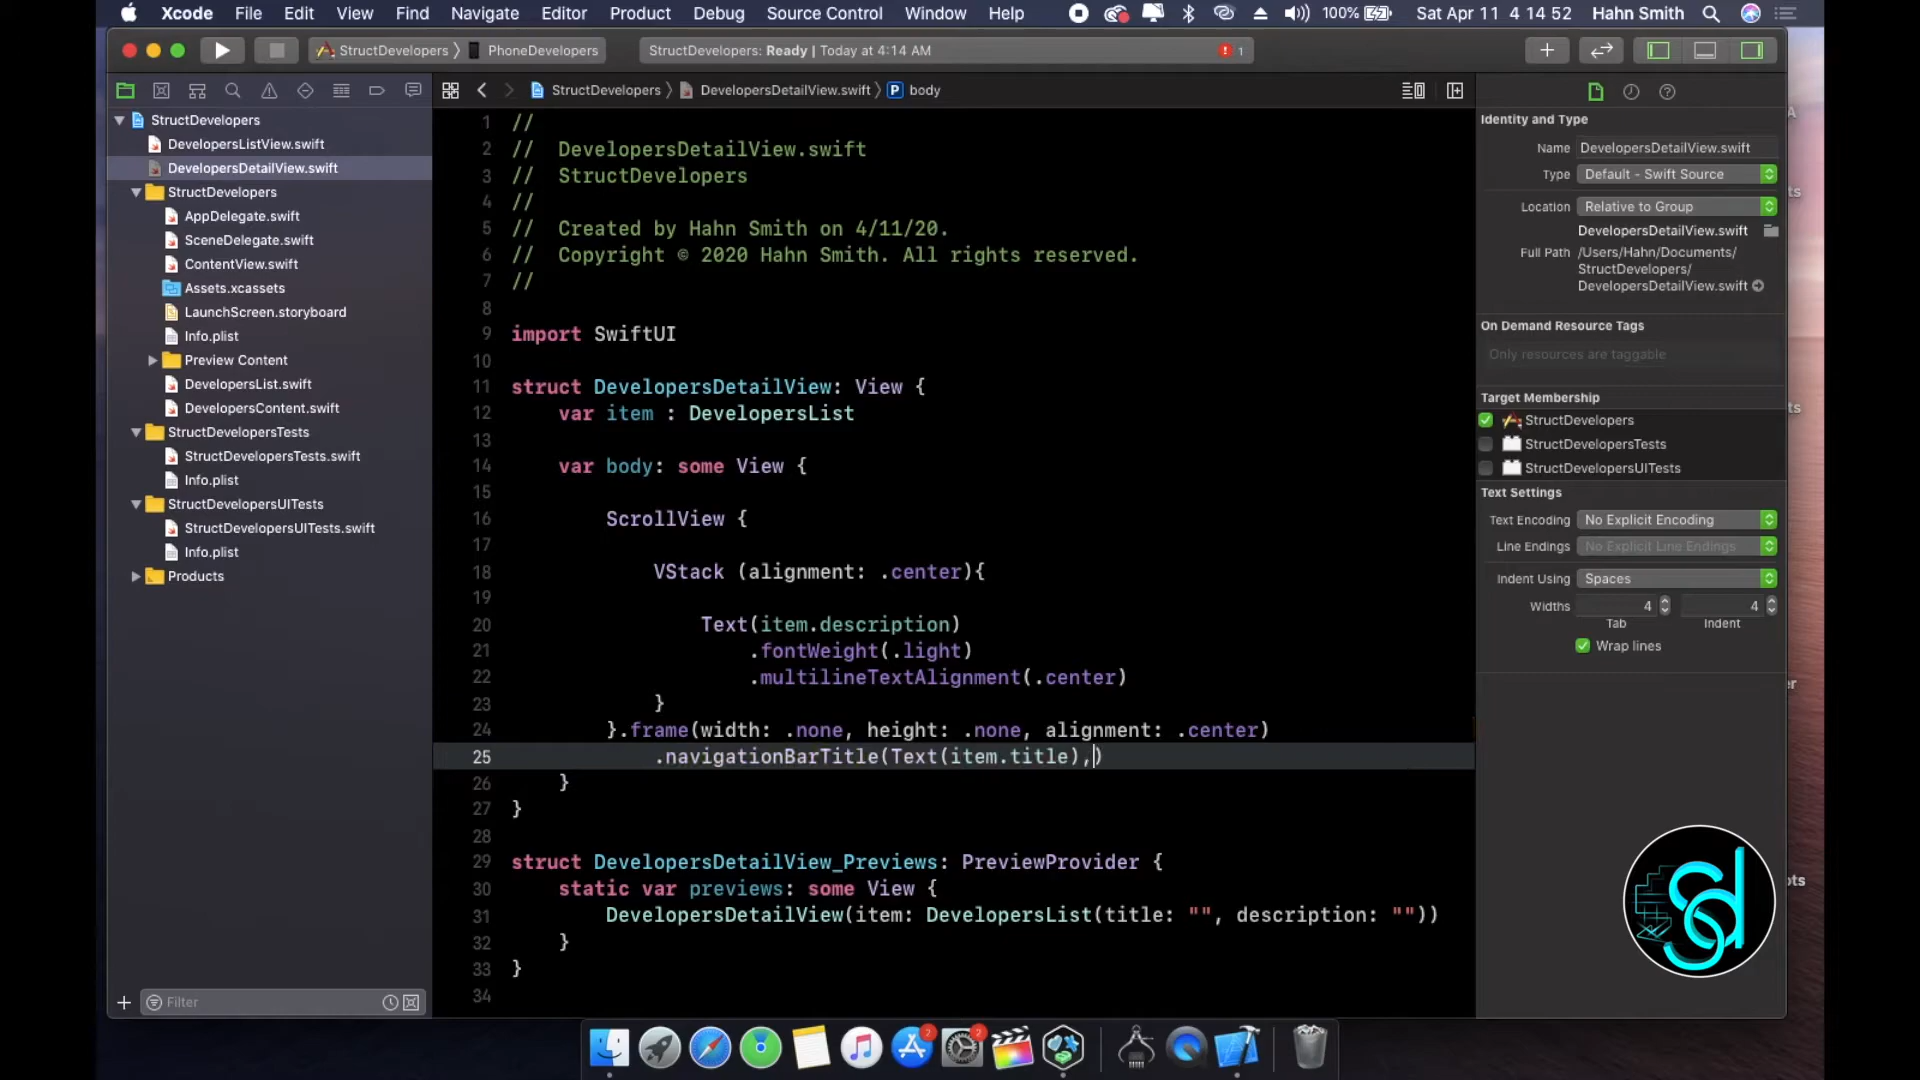 Xcode File Edit View Find Navigate Editor Product Debug Source Control Window Help 100% Sat Apr 11 4 14 52 Hahn Smith
StructDevelopers PhoneDevelopers StructDevelopers: Ready | Today at 4:14 AM 1
StructDevelopers DevelopersDetailView.swift P body
StructDevelopers
DevelopersListView.swift
DevelopersDetailView.swift
StructDevelopers
AppDelegate.swift
SceneDelegate.swift
ContentView.swift
Assets.xcassets
LaunchScreen.storyboard
Info.plist
Preview Content
DevelopersList.swift
DevelopersContent.swift
StructDevelopersTests
StructDevelopersTests.swift
Info.plist
StructDevelopersUITests
StructDevelopersUITests.swift
Info.plist
Products
Filter
1 //
2 // DevelopersDetailView.swift
3 // StructDevelopers
4 //
5 // Created by Hahn Smith on 4/11/20.
6 // Copyright © 2020 Hahn Smith. All rights reserved.
7 //
8
9 import SwiftUI
10
11 struct DevelopersDetailView: View {
12 var item : DevelopersList
13
14 var body: some View {
15
16 ScrollView {
17
18 VStack (alignment: .center){
19
20 Text(item.description)
21 .fontWeight(.light)
22 .multilineTextAlignment(.center)
23 }
24 }.frame(width: .none, height: .none, alignment: .center)
25 .navigationBarTitle(Text(item.title),)
26 }
27 }
28
29 struct DevelopersDetailView_Previews: PreviewProvider {
30 static var previews: some View {
31 DevelopersDetailView(item: DevelopersList(title: "", description: ""))
32 }
33 }
34
Identity and Type
Name DevelopersDetailView.swift
Type Default - Swift Source
Location Relative to Group
DevelopersDetailView.swift
Full Path /Users/Hahn/Documents/
StructDevelopers/
DevelopersDetailView.swift
On Demand Resource Tags
Only resources are taggable
Target Membership
StructDevelopers
StructDevelopersTests
StructDevelopersUITests
Text Settings
Text Encoding No Explicit Encoding
Line Endings No Explicit Line Endings
Indent Using Spaces
Widths 4 4
Tab Indent
Wrap lines
A
ts
ts
er
ots
Sd
2 2